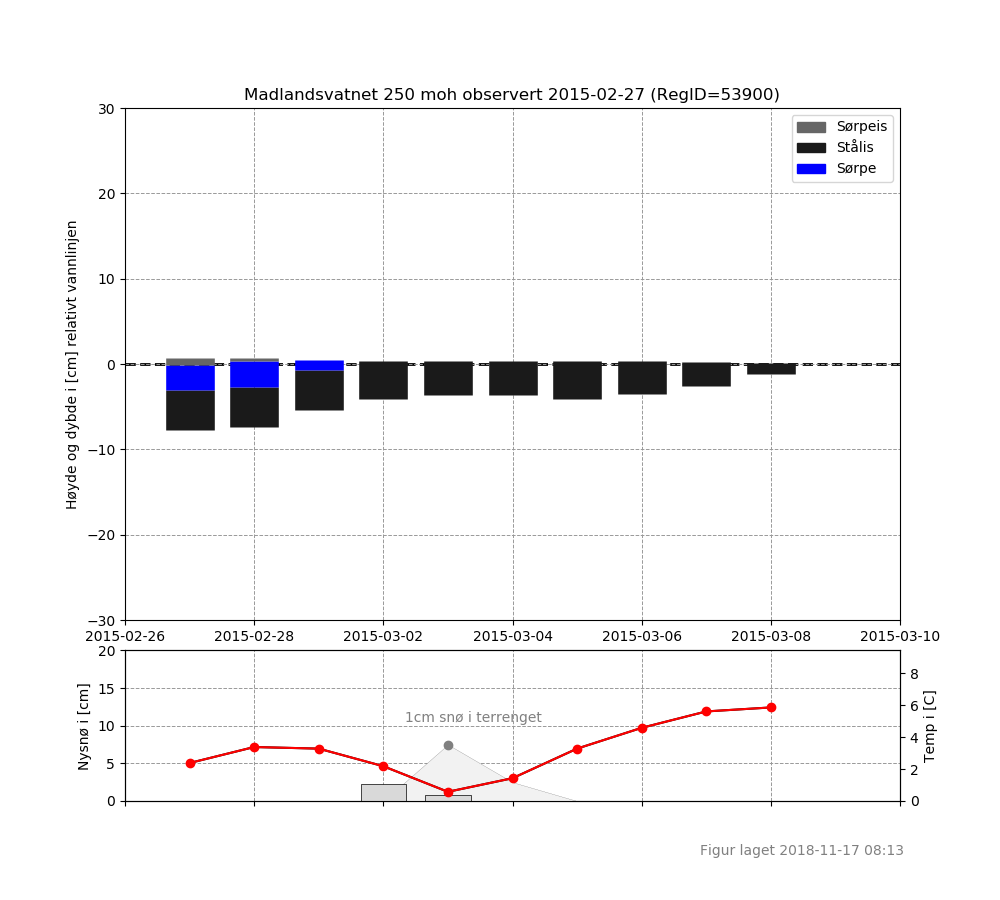 Madlandsvatnet 250 moh observert 2015-02-27 (RegID=53900)
Sørpeis
Stålis
Sørpe
Høyde og dybde i [cm] relativt vannlinjen
30
20
10
0
−10
−20
−30
2015-02-26 2015-02-28 2015-03-02 2015-03-04 2015-03-06 2015-03-08 2015-03-10
Nysnø i [cm]
20
15
10
5
0
1cm snø i terrenget
8
6
4
2
0
Temp i [C]
Figur laget 2018-11-17 08:13